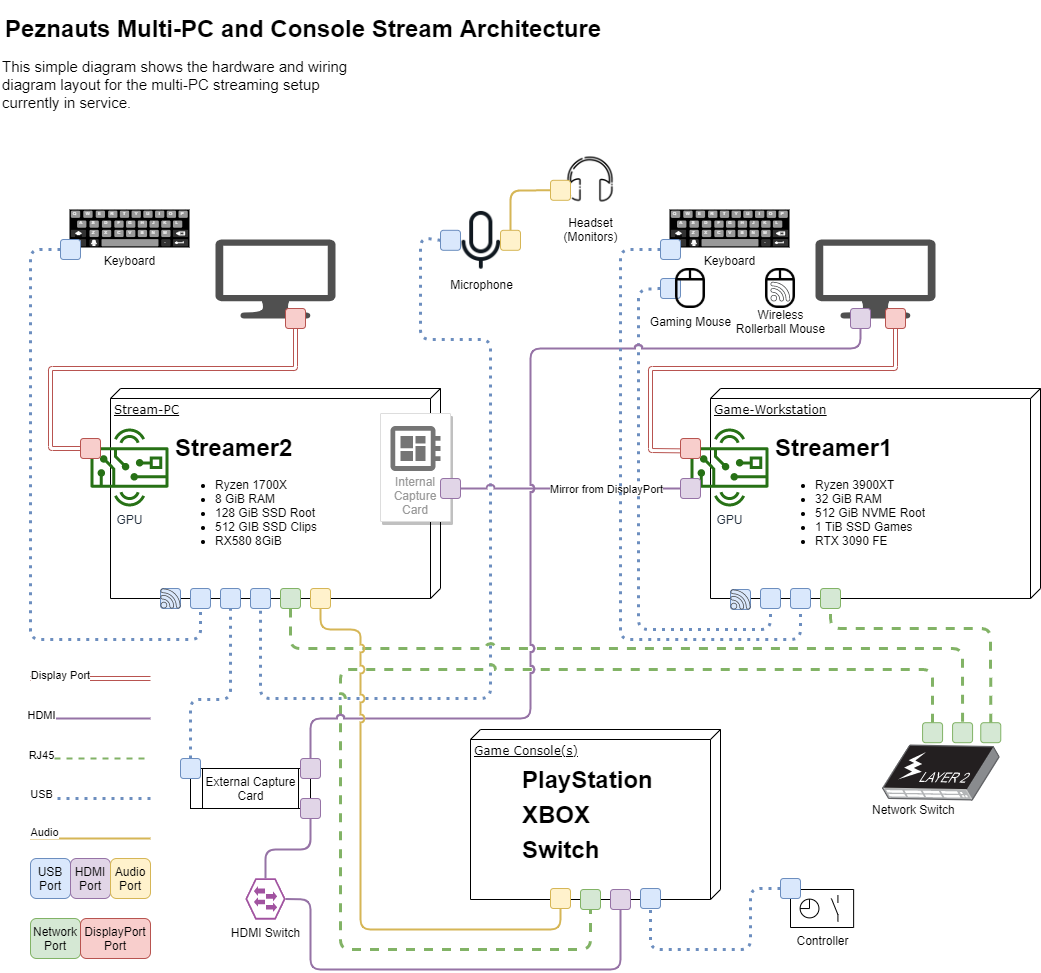 Peznauts Multi-PC and Console Stream Architecture
This simple diagram shows the hardware and wiring
diagram layout for the multi-PC streaming setup
currently in service.
Headset
(Monitors)
Keyboard
Microphone
Keyboard
Gaming Mouse
Wireless
Rollerball Mouse
Stream-PC
Streamer2
Ryzen 1700X
8 GiB RAM
128 GiB SSD Root
512 GIB SSD Clips
RX580 8GiB
GPU
Internal
Capture
Card
Mirror from DisplayPort
Game-Workstation
Streamer1
Ryzen 3900XT
32 GiB RAM
512 GiB NVME Root
1 TiB SSD Games
RTX 3090 FE
GPU
Display Port
HDMI
RJ45
USB
Audio
USB
Port
HDMI
Port
Audio
Port
Network
Port
DisplayPort
Port
External Capture
Card
HDMI Switch
Game Console(s)
PlayStation
XBOX
Switch
LAYER 2
Network Switch
Controller